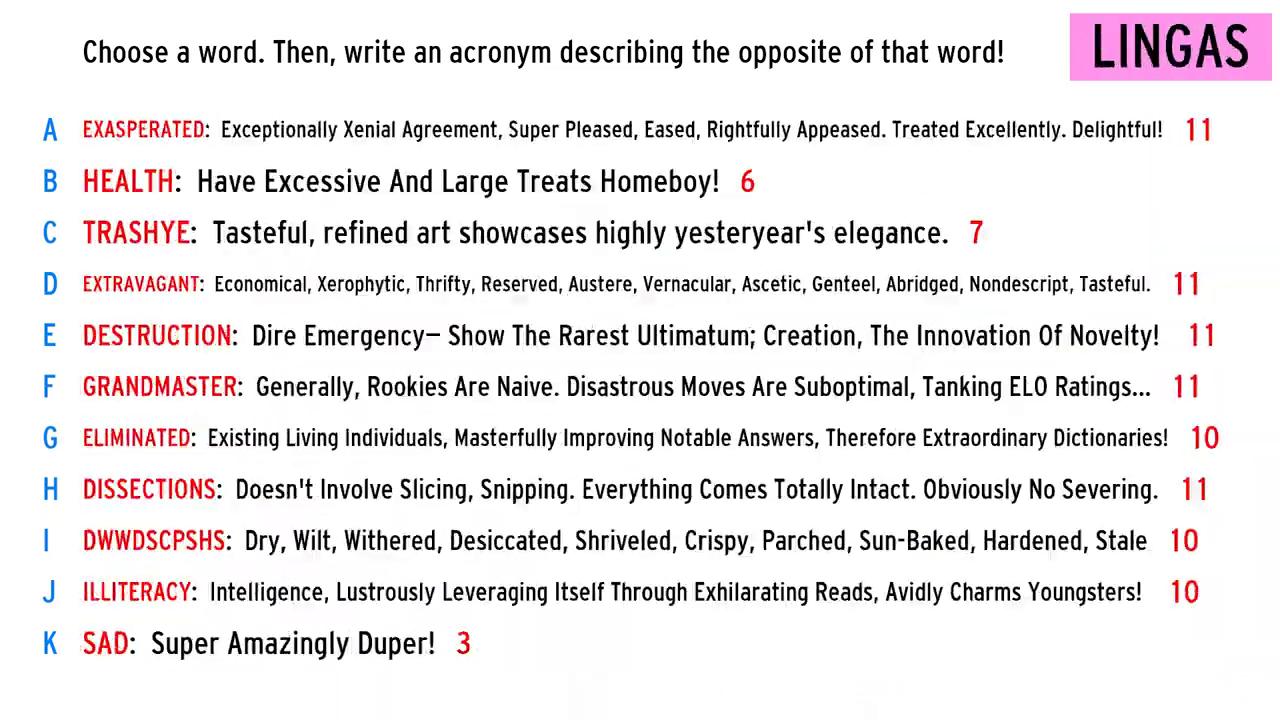 Choose a word. Then, write an acronym describing the opposite of that word!
LINGAS
A EXASPERATED: Exceptionally Xenial Agreement, Super Pleased, Eased, Rightfully Appeased. Treated Excellently. Delightful! 11
B HEALTH: Have Excessive And Large Treats Homeboy! 6
C TRASHYE: Tasteful, refined art showcases highly yesteryear's elegance. 7
D EXTRAVAGANT: Economical, Xerophytic, Thrifty, Reserved, Austere, Vernacular, Ascetic, Genteel, Abridged, Nondescript, Tasteful. 11
E DESTRUCTION: Dire Emergency— Show The Rarest Ultimatum; Creation, The Innovation Of Novelty! 11
F GRANDMASTER: Generally, Rookies Are Naive. Disastrous Moves Are Suboptimal, Tanking ELO Ratings... 11
G ELIMINATED: Existing Living Individuals, Masterfully Improving Notable Answers, Therefore Extraordinary Dictionaries! 10
H DISSECTIONS: Doesn't Involve Slicing, Snipping. Everything Comes Totally Intact. Obviously No Severing. 11
I DWWDSCPSHS: Dry, Wilt, Withered, Desiccated, Shriveled, Crispy, Parched, Sun-Baked, Hardened, Stale 10
J ILLITERACY: Intelligence, Lustrously Leveraging Itself Through Exhilarating Reads, Avidly Charms Youngsters! 10
K SAD: Super Amazingly Duper! 3